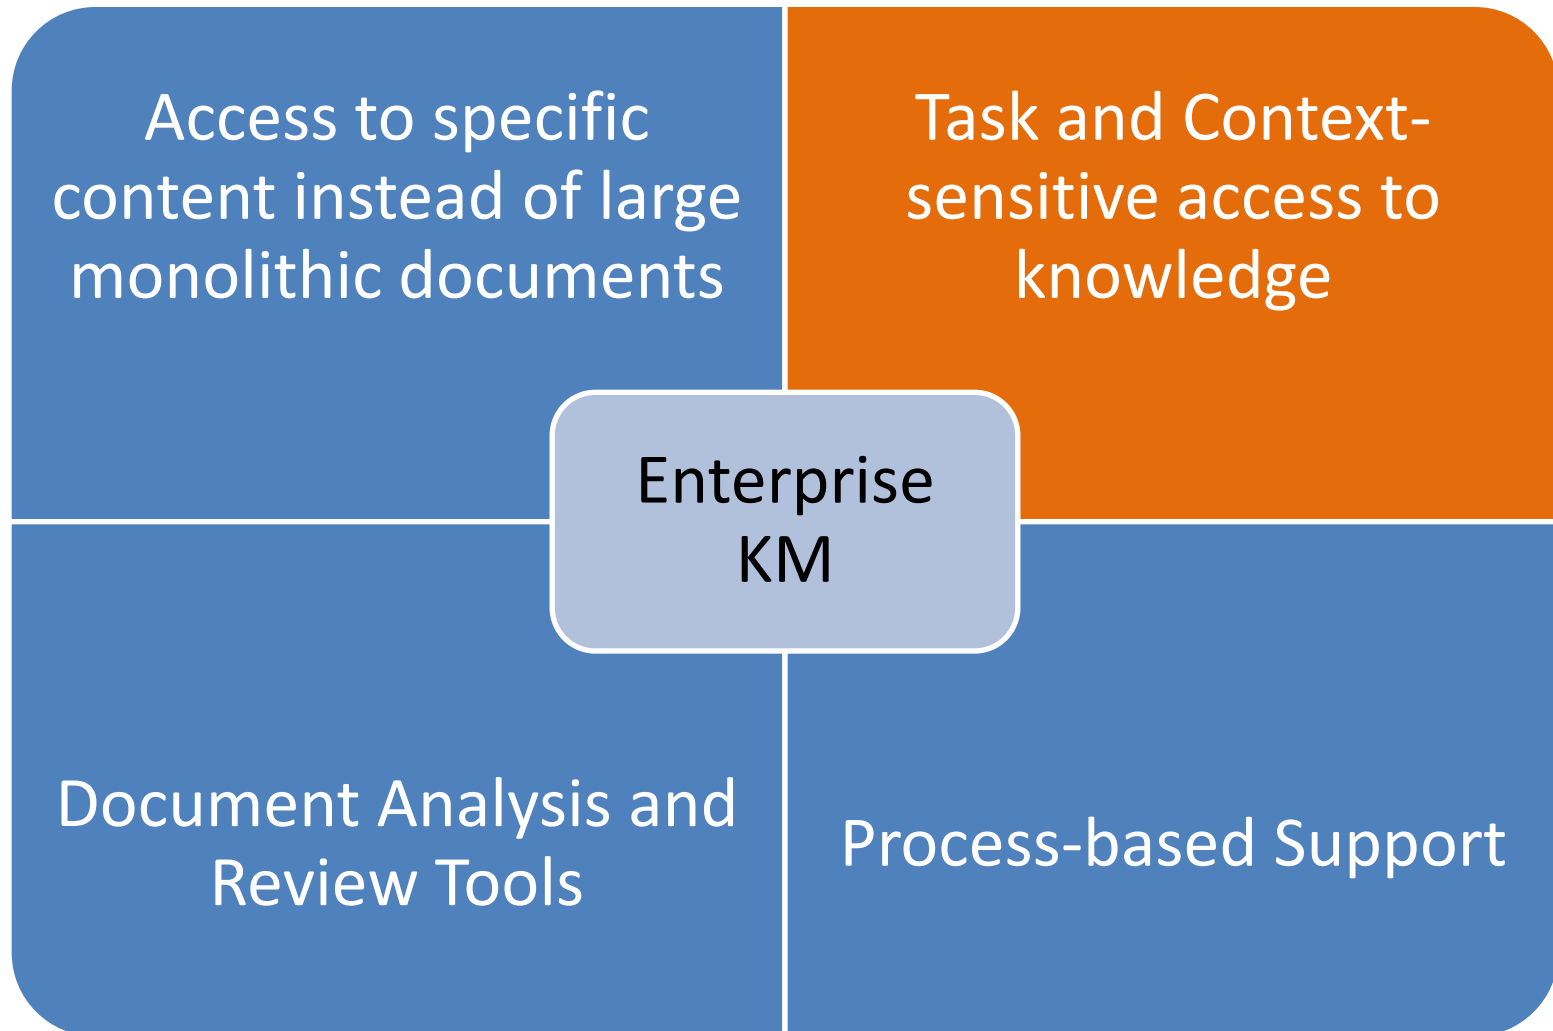 Access to specific
content instead of large
monolithic documents
Task and Context-
sensitive access to
knowledge
Enterprise
KM
Document Analysis and
Review Tools
Process-based Support